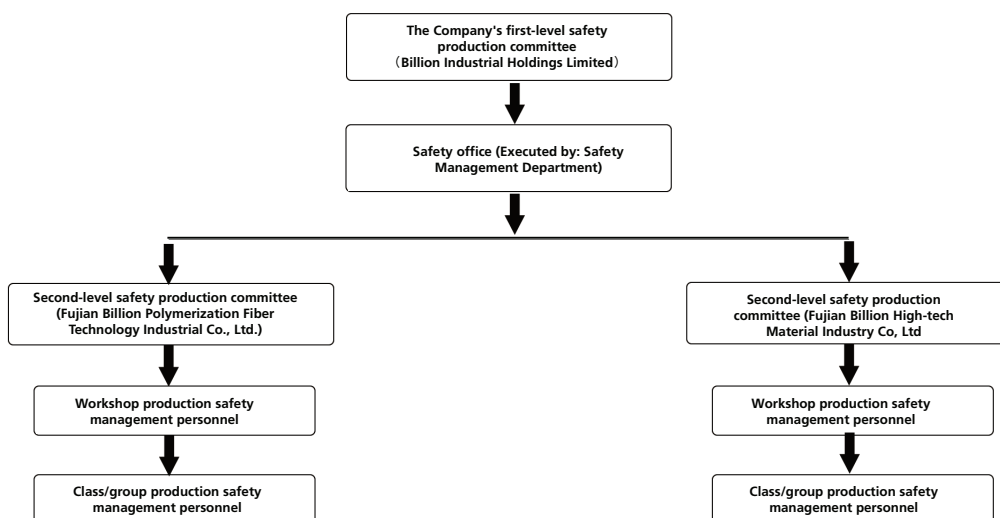 The Company's first-level safety
production committee
（Billion Industrial Holdings Limited）
Safety office (Executed by: Safety
Management Department)
Second-level safety production committee
(Fujian Billion Polymerization Fiber
Technology Industrial Co., Ltd.)
Second-level safety production
committee (Fujian Billion High-tech
Material Industry Co, Ltd
Workshop production safety
management personnel
Workshop production safety
management personnel
Class/group production safety
management personnel
Class/group production safety
management personnel